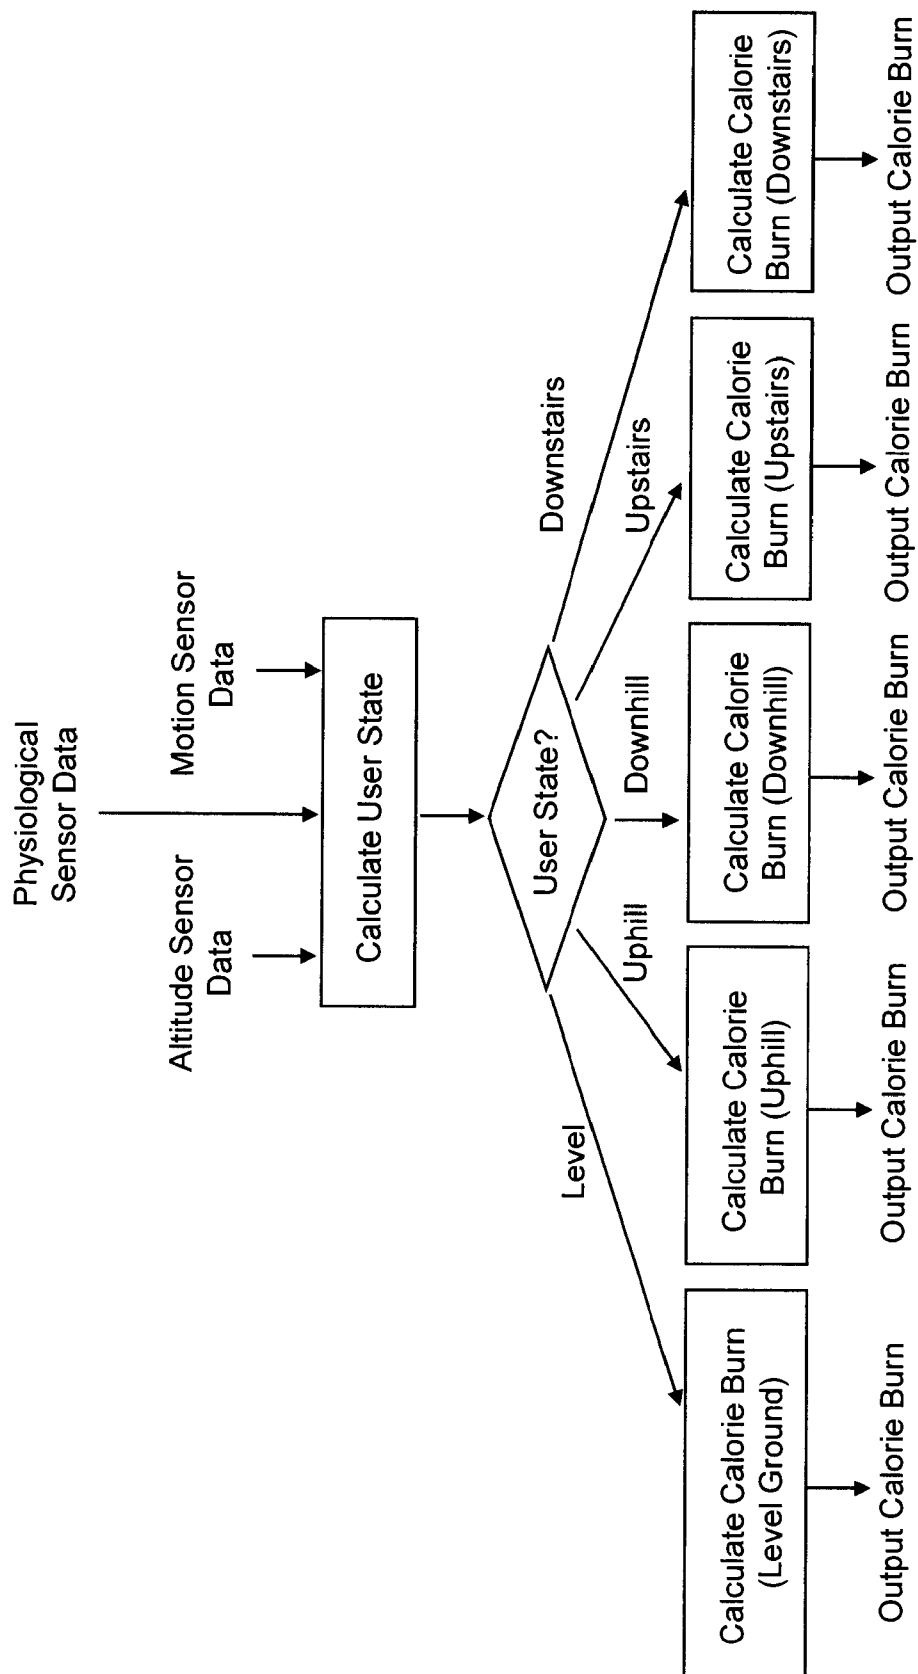 Physiological
Sensor Data
Altitude Sensor
Data
Motion Sensor
Data
Calculate User State
User State?
Level
Uphill
Downhill
Upstairs
Downstairs
Calculate Calorie Burn
(Level Ground)
Calculate Calorie
Burn (Uphill)
Calculate Calorie
Burn (Downhill)
Calculate Calorie
Burn (Upstairs)
Calculate Calorie
Burn (Downstairs)
Output Calorie Burn
Output Calorie Burn
Output Calorie Burn
Output Calorie Burn
Output Calorie Burn